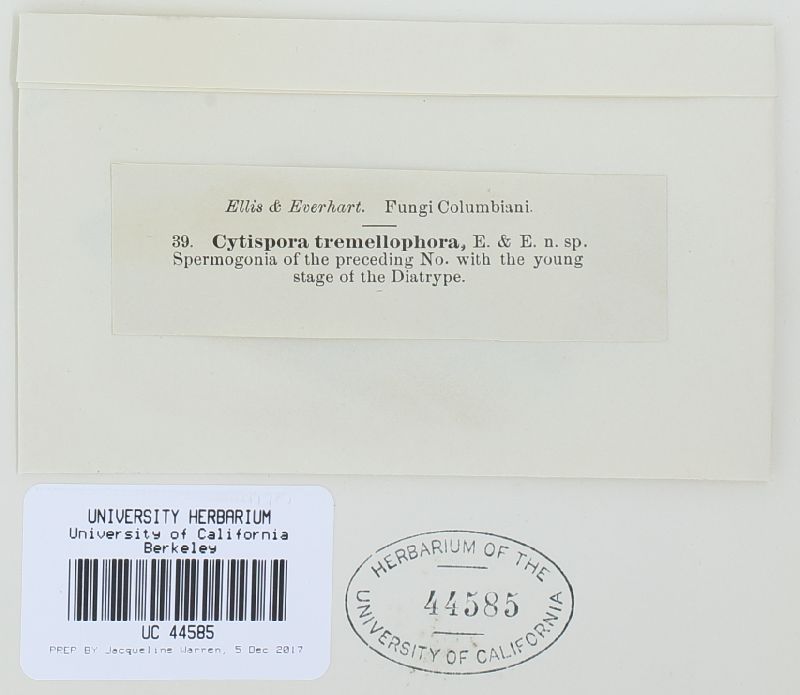 Ellis & Everhart. Fungi Columbiani.
39. Cytispora tremellophora, E. & E. n. sp.
Spermogonia of the preceding No. with the young
stage of the Diatrype.
UNIVERSITY HERBARIUM
University of California
Berkeley
UC 44585
PREP BY Jacqueline Warren, 5 Dec 2017
HERBARIUM OF THE
44585
UNIVERSITY OF CALIFORNIA